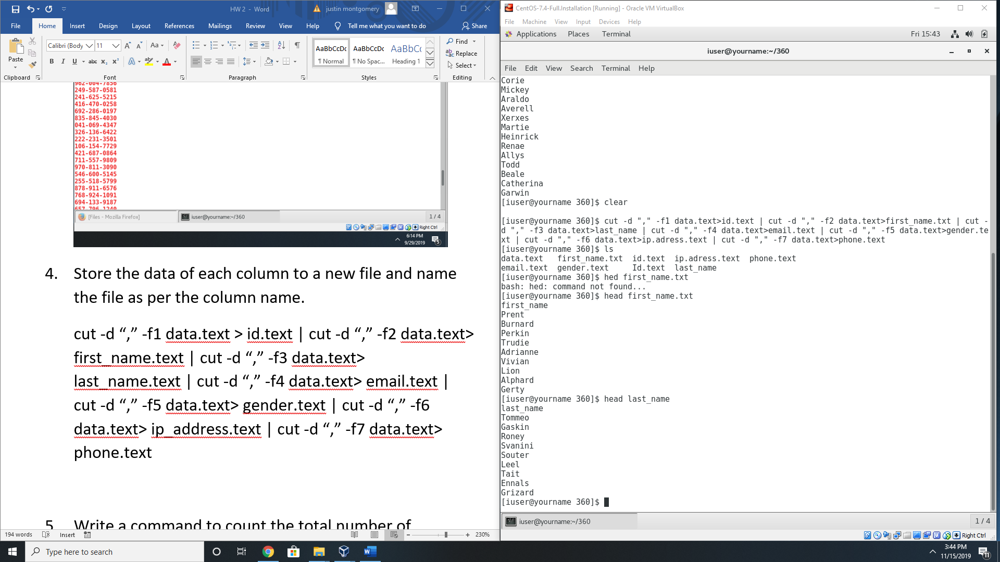 HW 2 - Word
justin montgomery
File Home Insert Design Layout References Mailings Review View Help Tell me what you want to do Share
Paste
Calibri (Body 11
Aa
B I U abc x₂ x² A ab A A
AaBbCcDc AaBbCcDc AaBbCc
¶ Normal ¶ No Spac... Heading 1
Find
Replace
Select
Clipboard Font Paragraph Styles Editing
962-004-7856
249-587-0581
241-625-5215
416-470-0258
692-286-0197
835-845-4030
041-069-4347
326-136-6422
222-231-3501
106-154-7729
421-687-0864
711-557-9809
970-811-3090
546-600-5145
255-518-5799
878-911-6576
768-924-1091
694-133-9187
657-796-1240
[Files - Mozilla Firefox] iuser@yourname:~/360 1 / 4
Right Ctrl
6:14 PM
9/29/2019
5
4. Store the data of each column to a new file and name
the file as per the column name.
cut -d “,” -f1 data.text > id.text | cut -d “,” -f2 data.text>
first_name.text | cut -d “,” -f3 data.text>
last_name.text | cut -d “,” -f4 data.text> email.text |
cut -d “,” -f5 data.text> gender.text | cut -d “,” -f6
data.text> ip_address.text | cut -d “,” -f7 data.text>
phone.text
5. Write a command to count the total number of
194 words Insert 230%
CentOS-7.4-Full.Installation [Running] - Oracle VM VirtualBox
File Machine View Input Devices Help
Applications Places Terminal Fri 15:43
iuser@yourname:~/360
File Edit View Search Terminal Help
Corie
Mickey
Araldo
Averell
Xerxes
Martie
Heinrick
Renae
Allys
Todd
Beale
Catherina
Garwin
[iuser@yourname 360]$ clear
[iuser@yourname 360]$ cut -d "," -f1 data.text>id.text | cut -d "," -f2 data.text>first_name.txt | cut -
d "," -f3 data.text>last_name | cut -d "," -f4 data.text>email.text | cut -d "," -f5 data.text>gender.te
xt | cut -d "," -f6 data.text>ip.adress.text | cut -d "," -f7 data.text>phone.text
[iuser@yourname 360]$ ls
data.text first_name.txt id.text ip.adress.text phone.text
email.text gender.text Id.text last_name
[iuser@yourname 360]$ hed first_name.txt
bash: hed: command not found...
[iuser@yourname 360]$ head first_name.txt
first_name
Prent
Burnard
Perkin
Trudie
Adrianne
Vivian
Lion
Alphard
Gerty
[iuser@yourname 360]$ head last_name
last_name
Tommeo
Gaskin
Roney
Svanini
Souter
Leel
Tait
Ennals
Grizard
[iuser@yourname 360]$
iuser@yourname:~/360 1 / 4
Right Ctrl
Type here to search
3:44 PM
11/15/2019
11